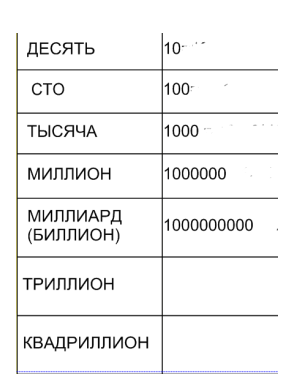 ДЕСЯТЬ 10
СТО 100
ТЫСЯЧА 1000
МИЛЛИОН 1000000
МИЛЛИАРД
(БИЛЛИОН) 1000000000
ТРИЛЛИОН
КВАДРИЛЛИОН